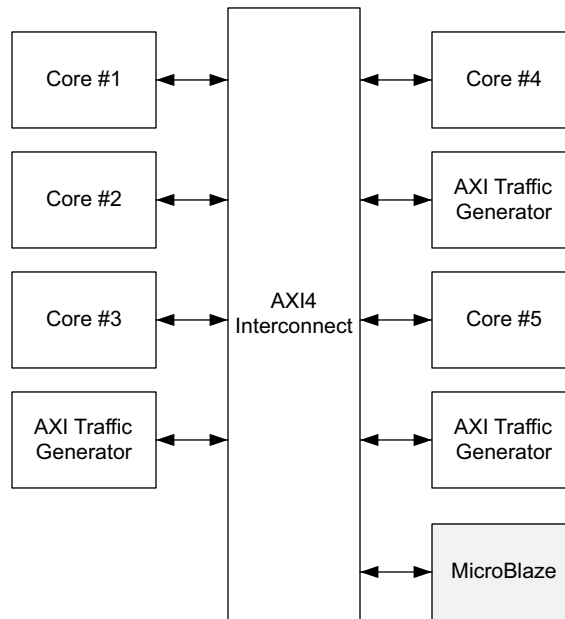 Core #1
Core #2
Core #3
AXI Traffic
Generator
AXI4
Interconnect
Core #4
AXI Traffic
Generator
Core #5
AXI Traffic
Generator
MicroBlaze